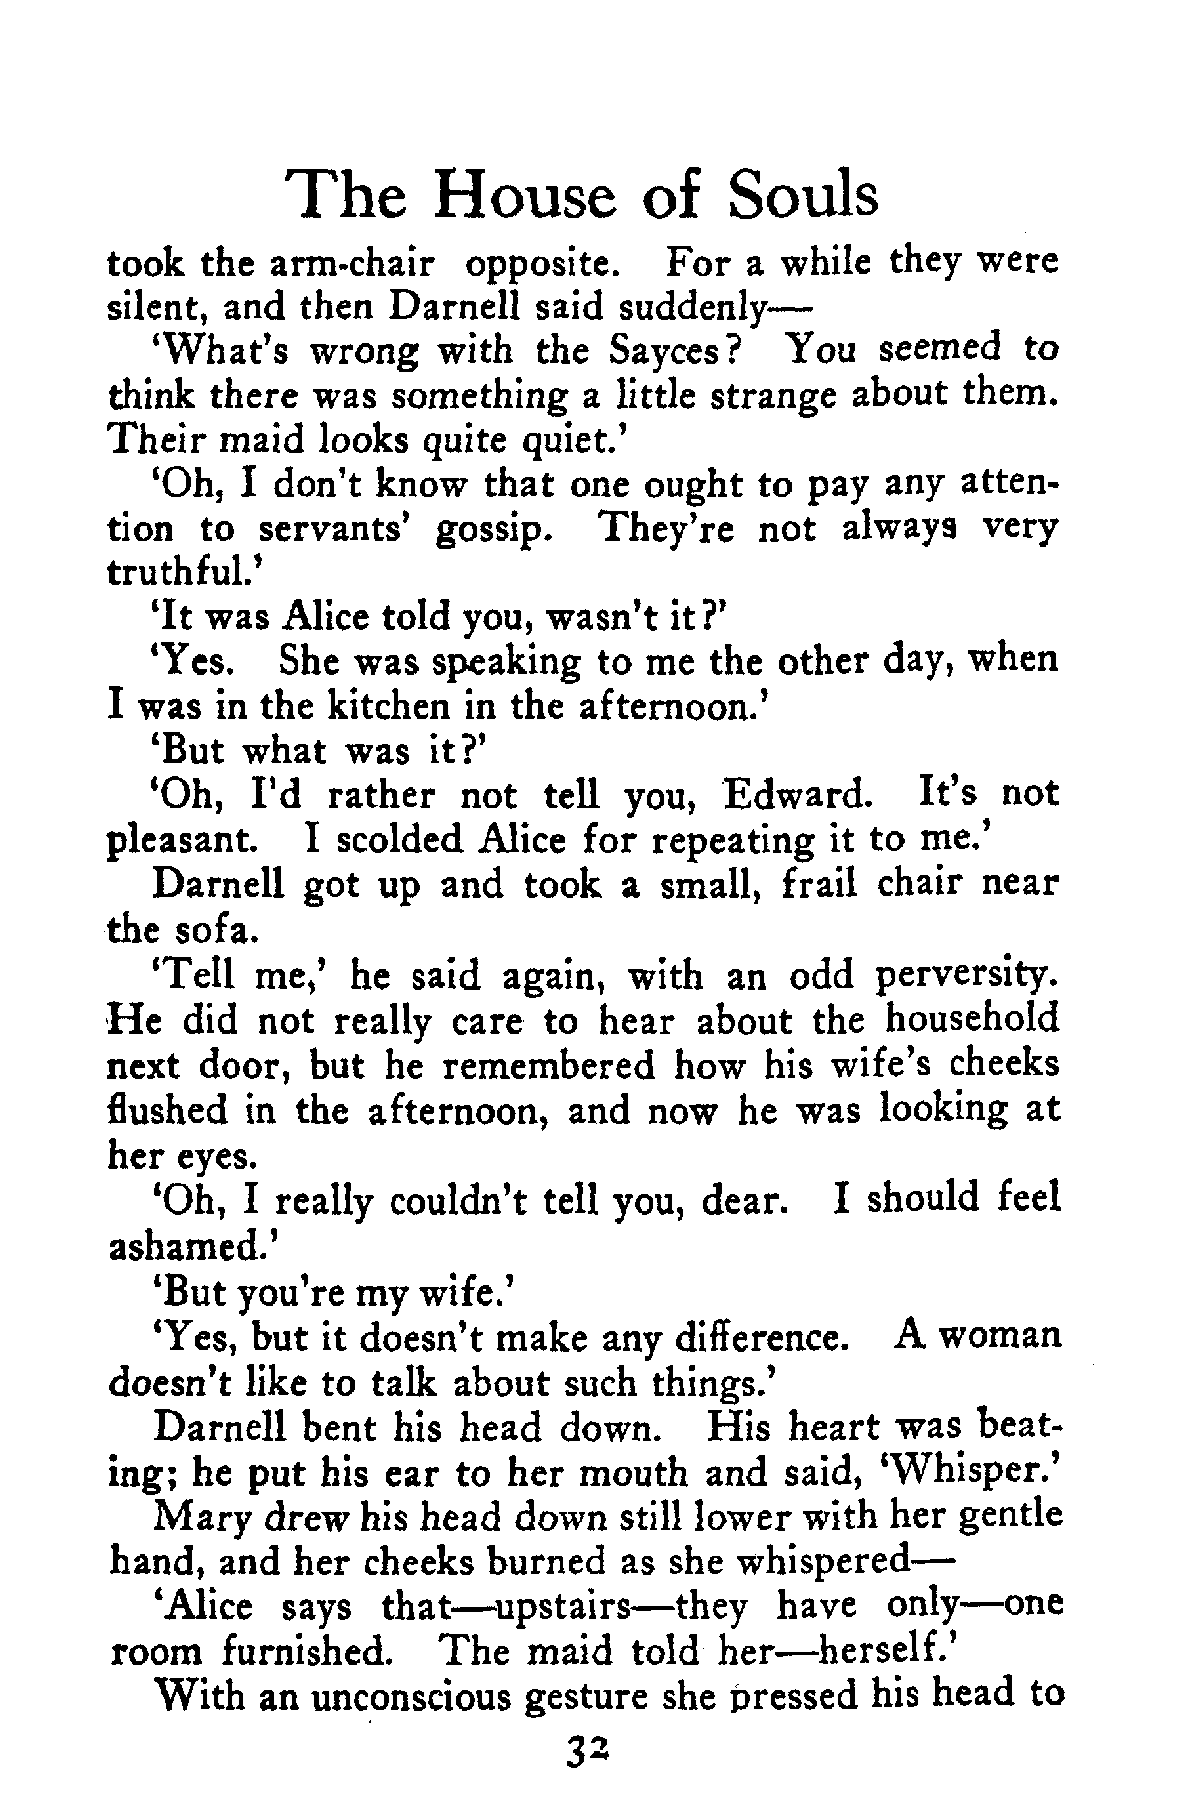 The House of Souls
took the arm-chair opposite. For a while they were
silent, and then Darnell said suddenly—
‘What’s wrong with the Sayces? You seemed to
think there was something a little strange about them.
Their maid looks quite quiet.’
‘Oh, I don’t know that one ought to pay any atten-
tion to servants’ gossip. They’re not always very
truthful.’
‘It was Alice told you, wasn’t it?’
‘Yes. She was speaking to me the other day, when
I was in the kitchen in the afternoon.’
‘But what was it?’
‘Oh, I'd rather not tell you, Edward. It’s not
pleasant. I scolded Alice for repeating it to me.’
Darnell got up and took a small, frail chair near
the sofa.
‘Tell me,’ he said again, with an odd perversity.
He did not really care to hear about the household
next door, but he remembered how his wife’s cheeks
flushed in the afternoon, and now he was looking at
her eyes.
‘Oh, I really couldn’t tell you, dear. I should feel
ashamed.’
‘But you’re my wife.’
‘Yes, but it doesn’t make any difference. A woman
doesn’t like to talk about such things.’
Darnell bent his head down. His heart was beat-
ing; he put his ear to her mouth and said, ‘Whisper.’
Mary drew his head down still lower with her gentle
hand, and her cheeks burned as she whispered—
‘Alice says that—upstairs—they have only—one
room furnished. The maid told her—herself.’
With an unconscious gesture she pressed his head to
32